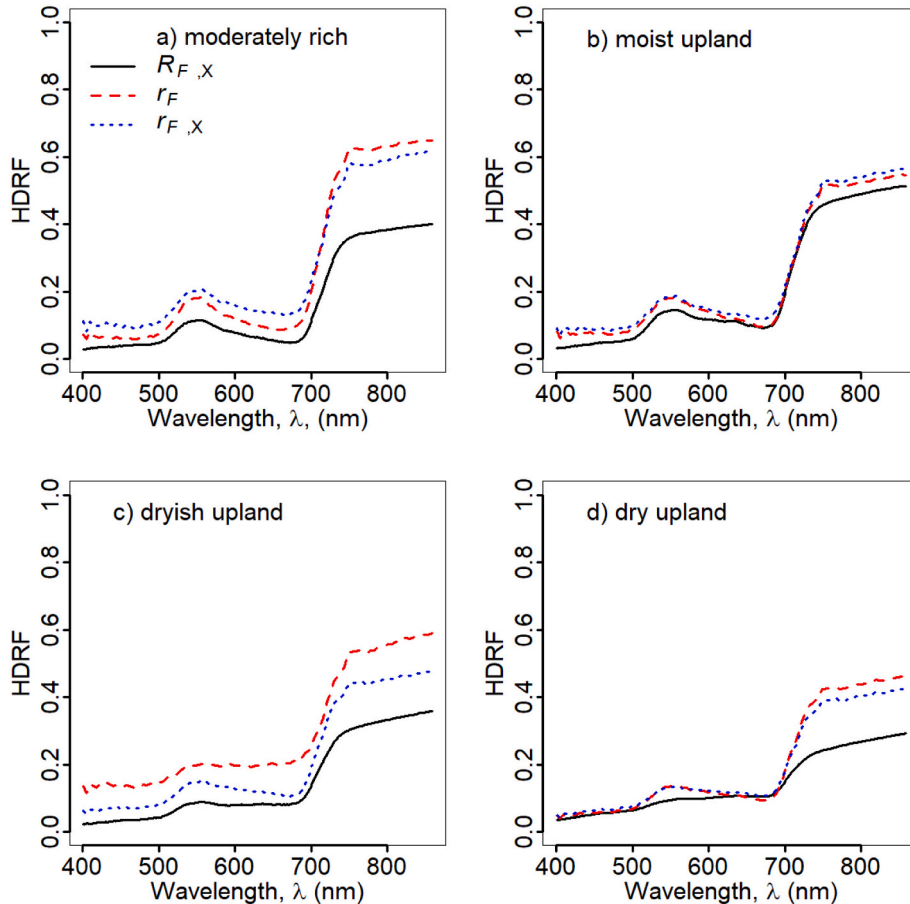 a) moderately rich
R_F ,X
r_F
r_F ,X
HDRF
0.0 0.2 0.4 0.6 0.8 1.0
400 500 600 700 800
Wavelength, λ, (nm)
b) moist upland
HDRF
0.0 0.2 0.4 0.6 0.8 1.0
400 500 600 700 800
Wavelength, λ (nm)
c) dryish upland
HDRF
0.0 0.2 0.4 0.6 0.8 1.0
400 500 600 700 800
Wavelength, λ (nm)
d) dry upland
HDRF
0.0 0.2 0.4 0.6 0.8 1.0
400 500 600 700 800
Wavelength, λ (nm)